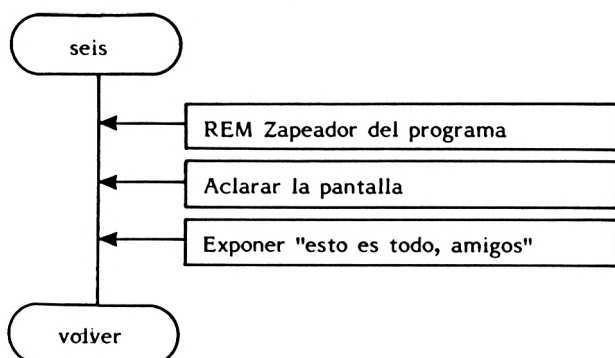 seis
REM Zapeador del programa
Aclarar la pantalla
Exponer "esto es todo, amigos"
volver